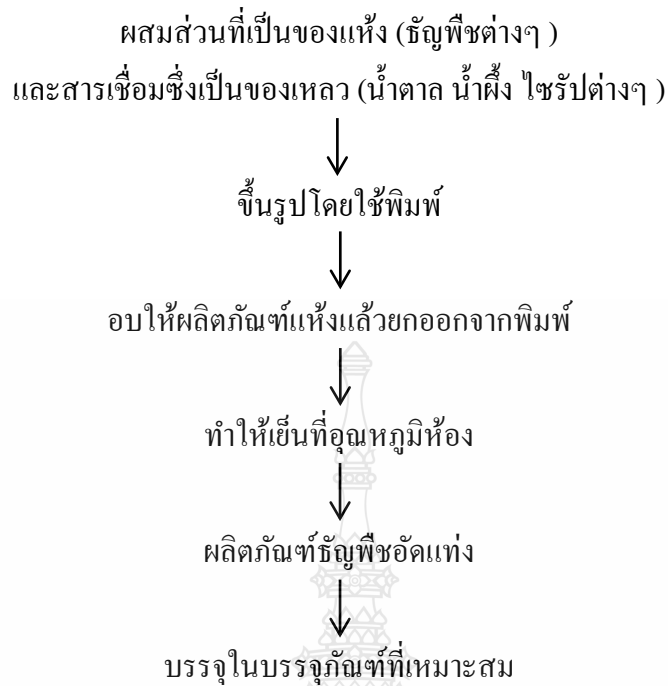 ผสมส่วนที่เป็นของแห้ง (ธัญพืชต่างๆ )
และสารเชื่อมซึ่งเป็นของเหลว (น้ำตาล น้ำผึ้ง ไซรัปต่างๆ )
ขึ้นรูปโดยใช้พิมพ์
อบให้ผลิตภัณฑ์แห้งแล้วยกออกจากพิมพ์
ทำให้เย็นที่อุณหภูมิห้อง
ผลิตภัณฑ์ธัญพืชอัดแท่ง
บรรจุในบรรจุภัณฑ์ที่เหมาะสม